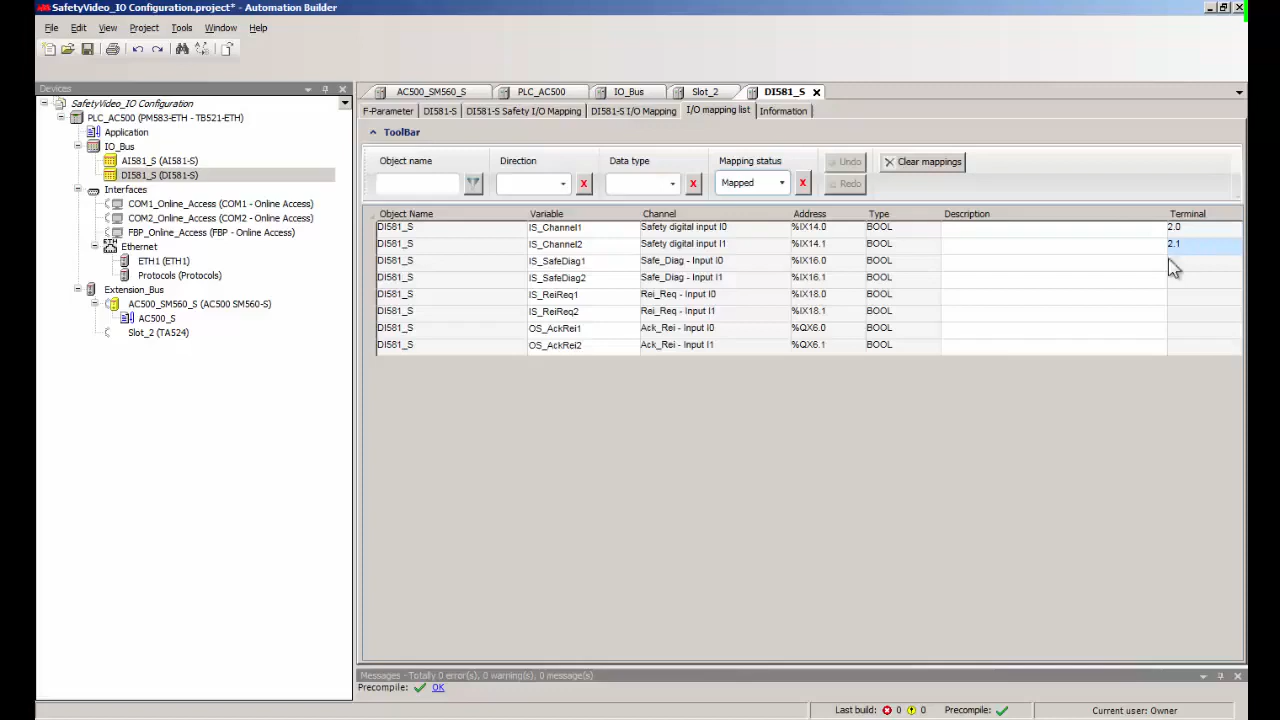 SafetyVideo_IO Configuration.project* - Automation Builder
File Edit View Project Tools Window Help
Devices
SafetyVideo_IO Configuration
PLC_AC500 (PM583-ETH - TB521-ETH)
Application
IO_Bus
AI581_S (AI581-S)
DI581_S (DI581-S)
Interfaces
COM1_Online_Access (COM1 - Online Access)
COM2_Online_Access (COM2 - Online Access)
FBP_Online_Access (FBP - Online Access)
Ethernet
ETH1 (ETH1)
Protocols (Protocols)
Extension_Bus
AC500_SM560_S (AC500 SM560-S)
AC500_S
Slot_2 (TA524)
AC500_SM560_S PLC_AC500 IO_Bus Slot_2 DI581_S
F-Parameter DI581-S DI581-S Safety I/O Mapping DI581-S I/O Mapping I/O mapping list Information
ToolBar
Object name Direction Data type Mapping status Undo Clear mappings
Mapped Redo
Object Name Variable Channel Address Type Description Terminal
DI581_S IS_Channel1 Safety digital input I0 %IX14.0 BOOL 2.0
DI581_S IS_Channel2 Safety digital input I1 %IX14.1 BOOL 2.1
DI581_S IS_SafeDiag1 Safe_Diag - Input I0 %IX16.0 BOOL
DI581_S IS_SafeDiag2 Safe_Diag - Input I1 %IX16.1 BOOL
DI581_S IS_ReiReq1 Rei_Req - Input I0 %IX18.0 BOOL
DI581_S IS_ReiReq2 Rei_Req - Input I1 %IX18.1 BOOL
DI581_S OS_AckRei1 Ack_Rei - Input I0 %QX6.0 BOOL
DI581_S OS_AckRei2 Ack_Rei - Input I1 %QX6.1 BOOL
Messages - Totally 0 error(s), 0 warning(s), 0 message(s)
Precompile: OK
Last build: 0 0 Precompile: Current user: Owner